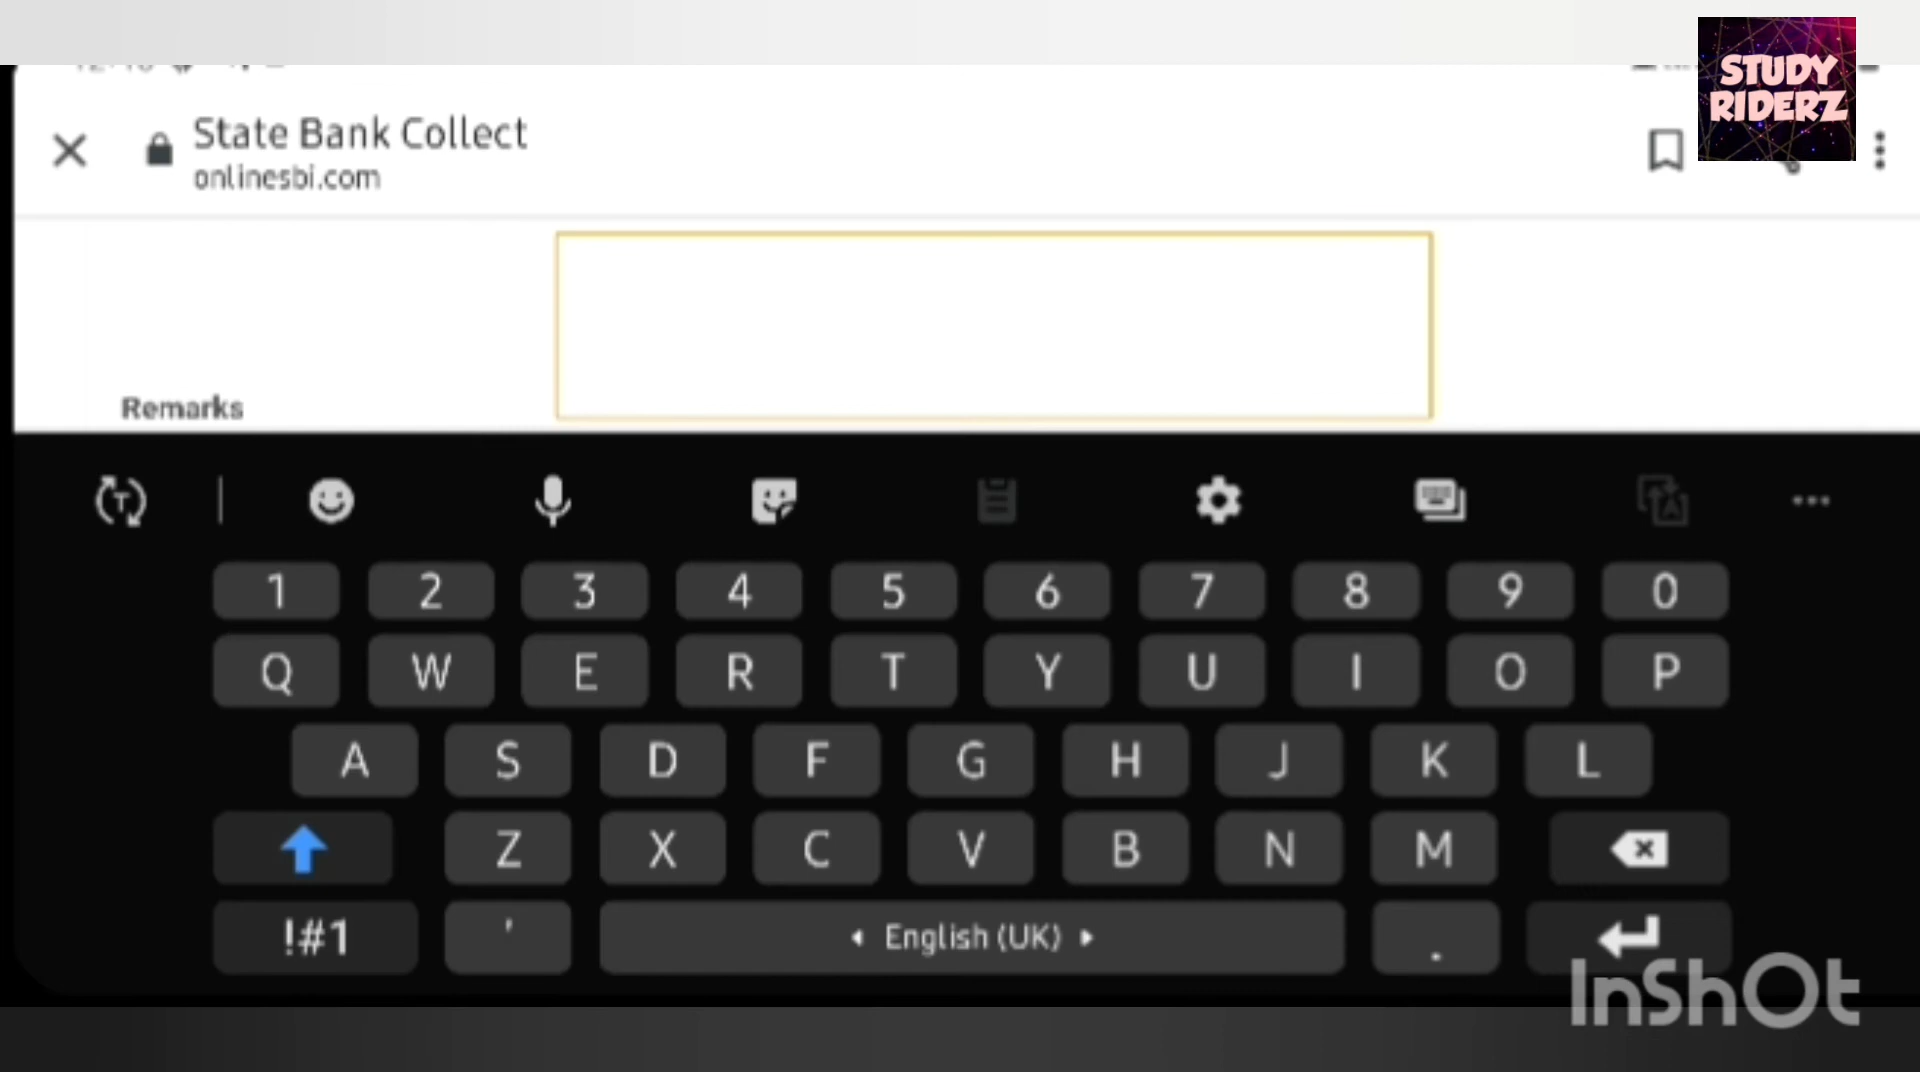 STUDY
RIDERZ
State Bank Collect
onlinesbi.com
Remarks
T
1 2 3 4 5 6 7 8 9 0
Q W E R T Y U I O P
A S D F G H J K L
Z X C V B N M
!#1 ' English (UK) .
InShOt